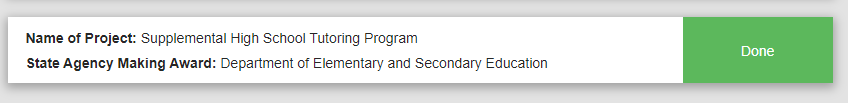 Name of Project: Supplemental High School Tutoring Program
State Agency Making Award: Department of Elementary and Secondary Education
Done